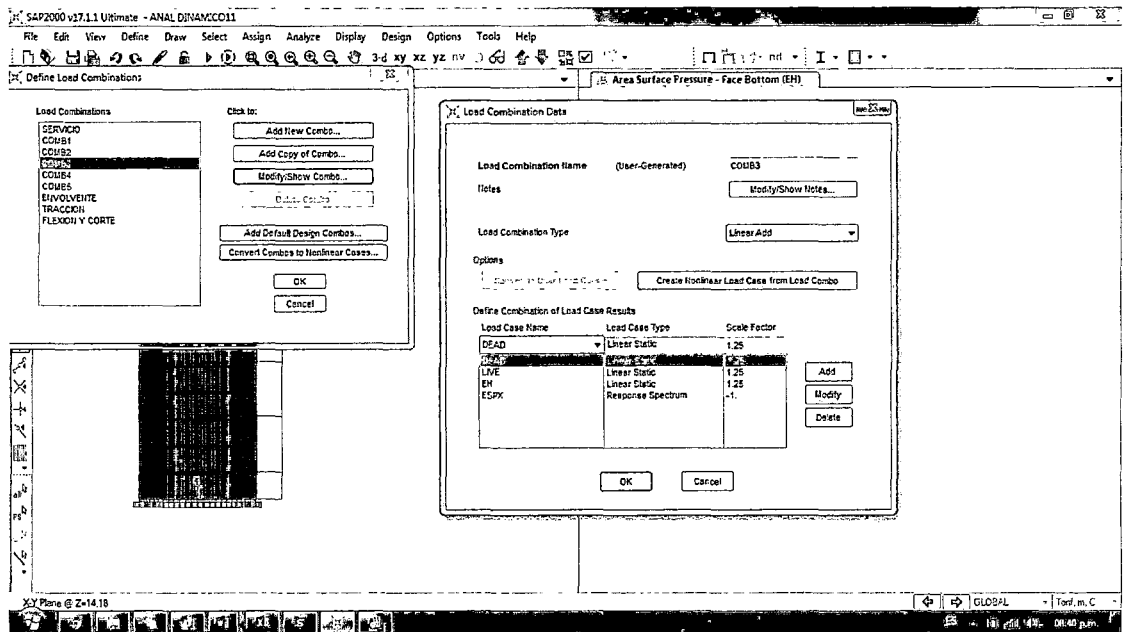 SAP2000 v17.1.1 Ultimate - ANAL DINAMICO11
File Edit View Define Draw Select Assign Analyze Display Design Options Tools Help
3-d xy xz yz nv
nd
Define Load Combinations
Load Combinations
SERVICIO
COMB1
COMB2
COMB4
COMB5
ENVOLVENTE
TRACCION
FLEXION Y CORTE
Click to:
Add New Combo...
Add Copy of Combo...
Modify/Show Combo...
Delete Combo
Add Default Design Combos...
Convert Combos to Nonlinear Cases...
OK
Cancel
Area Surface Pressure - Face Bottom (EH)
Load Combination Data
Load Combination Name (User-Generated) COMB3
Notes Modify/Show Notes...
Load Combination Type Linear Add
Options
Create Nonlinear Load Case from Load Combo
Define Combination of Load Case Results
Load Case Name Load Case Type Scale Factor
DEAD Linear Static 1.25
LIVE Linear Static 1.25
EH Linear Static 1.25
ESPX Response Spectrum -1.
Add
Modify
Delete
OK Cancel
X-Y Plane @ Z=14.18
GLOBAL Tonf, m, C
08:40 p.m.